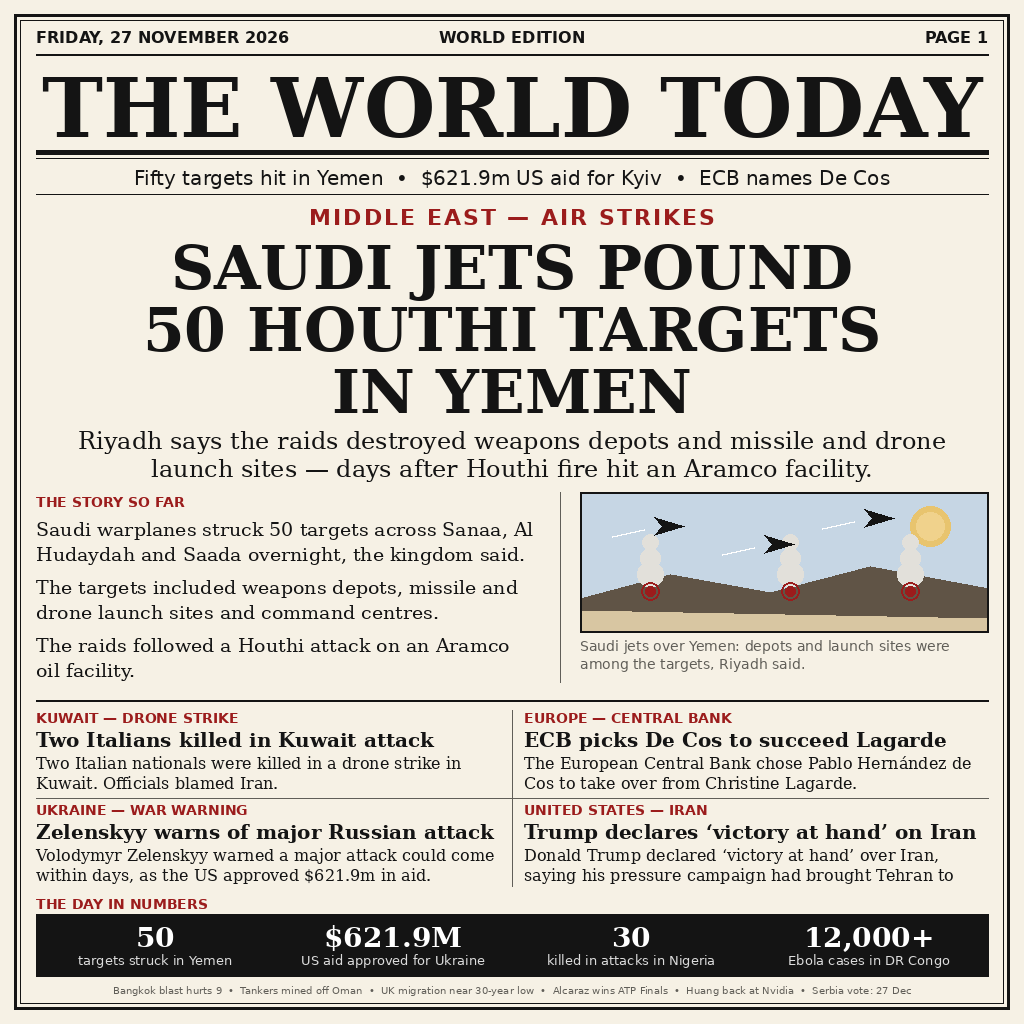 FRIDAY, 27 NOVEMBER 2026
WORLD EDITION
PAGE 1
THE WORLD TODAY
Fifty targets hit in Yemen • $621.9m US aid for Kyiv • ECB names De Cos
MIDDLE EAST — AIR STRIKES
SAUDI JETS POUND
50 HOUTHI TARGETS
IN YEMEN
Riyadh says the raids destroyed weapons depots and missile and drone
launch sites — days after Houthi fire hit an Aramco facility.
THE STORY SO FAR
Saudi warplanes struck 50 targets across Sanaa, Al
Hudaydah and Saada overnight, the kingdom said.
The targets included weapons depots, missile and
drone launch sites and command centres.
The raids followed a Houthi attack on an Aramco
oil facility.
Saudi jets over Yemen: depots and launch sites were
among the targets, Riyadh said.
KUWAIT — DRONE STRIKE
Two Italians killed in Kuwait attack
Two Italian nationals were killed in a drone strike in
Kuwait. Officials blamed Iran.
EUROPE — CENTRAL BANK
ECB picks De Cos to succeed Lagarde
The European Central Bank chose Pablo Hernández de
Cos to take over from Christine Lagarde.
UKRAINE — WAR WARNING
Zelenskyy warns of major Russian attack
Volodymyr Zelenskyy warned a major attack could come
within days, as the US approved $621.9m in aid.
UNITED STATES — IRAN
Trump declares ‘victory at hand’ on Iran
Donald Trump declared ‘victory at hand’ over Iran,
saying his pressure campaign had brought Tehran to
THE DAY IN NUMBERS
50
targets struck in Yemen
$621.9M
US aid approved for Ukraine
30
killed in attacks in Nigeria
12,000+
Ebola cases in DR Congo
Bangkok blast hurts 9 • Tankers mined off Oman • UK migration near 30-year low • Alcaraz wins ATP Finals • Huang back at Nvidia • Serbia vote: 27 Dec